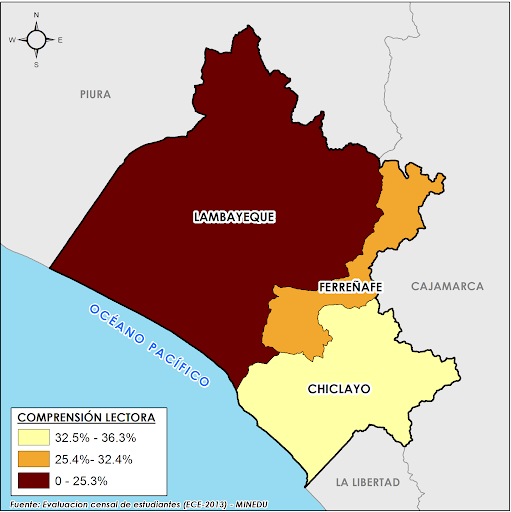 N
W
E
S
PIURA
LAMBAYEQUE
FERREÑAFE
CAJAMARCA
OCÉANO PACÍFICO
CHICLAYO
LA LIBERTAD
COMPRENSIÓN LECTORA
32.5% - 36.3%
25.4%- 32.4%
0 - 25.3%
Fuente: Evaluacion censal de estudiantes (ECE-2013) - MINEDU